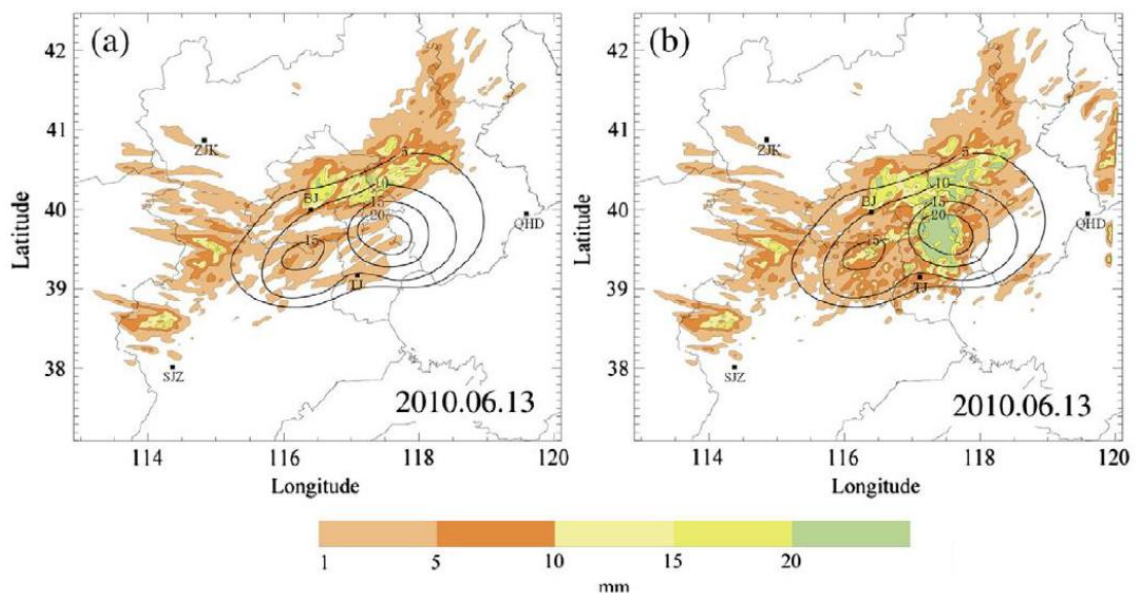 (a)
(b)
42
41
40
39
38
Latitude
ZJK
BJ
TJ
QHD
SJZ
5
10
15
20
15
2010.06.13
114
116
118
120
Longitude
42
41
40
39
38
Latitude
ZJK
BJ
TJ
QHD
SJZ
5
10
15
20
15
2010.06.13
114
116
118
120
Longitude
1 5 10 15 20
mm